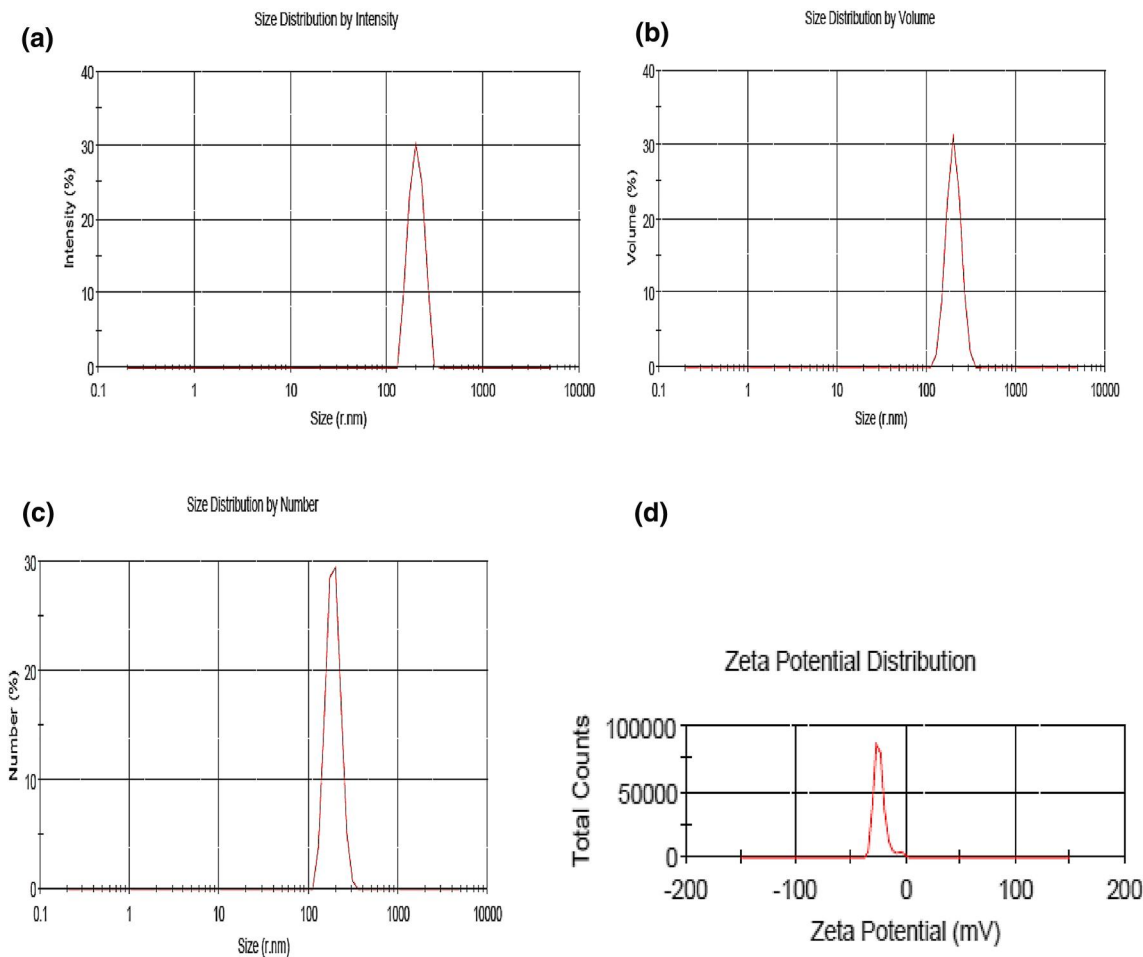 (a)
Size Distribution by Intensity
40
30
20
10
0
Intensity (%)
0.1 1 10 100 1000 10000
Size (r.nm)
(b)
Size Distribution by Volume
40
30
20
10
0
Volume (%)
0.1 1 10 100 1000 10000
Size (r.nm)
(c)
Size Distribution by Number
30
20
10
0
Number (%)
0.1 1 10 100 1000 10000
Size (r.nm)
(d)
Zeta Potential Distribution
100000
50000
0
Total Counts
-200 -100 0 100 200
Zeta Potential (mV)